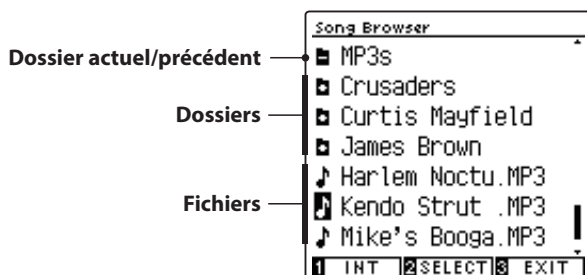 Song Browser
Dossier actuel/précédent
MP3s
Dossiers
Crusaders
Curtis Mayfield
James Brown
Fichiers
Harlem Noctu.MP3
Kendo Strut .MP3
Mike's Booga.MP3
1 INT 2 SELECT 3 EXIT